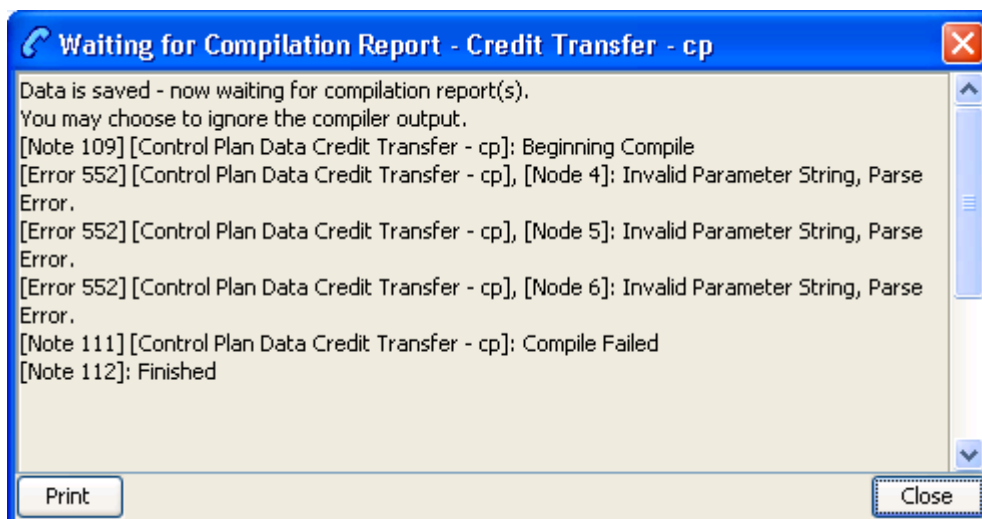 Waiting for Compilation Report - Credit Transfer - cp
Data is saved - now waiting for compilation report(s).
You may choose to ignore the compiler output.
[Note 109] [Control Plan Data Credit Transfer - cp]: Beginning Compile
[Error 552] [Control Plan Data Credit Transfer - cp], [Node 4]: Invalid Parameter String, Parse
Error.
[Error 552] [Control Plan Data Credit Transfer - cp], [Node 5]: Invalid Parameter String, Parse
Error.
[Error 552] [Control Plan Data Credit Transfer - cp], [Node 6]: Invalid Parameter String, Parse
Error.
[Note 111] [Control Plan Data Credit Transfer - cp]: Compile Failed
[Note 112]: Finished
Print
Close